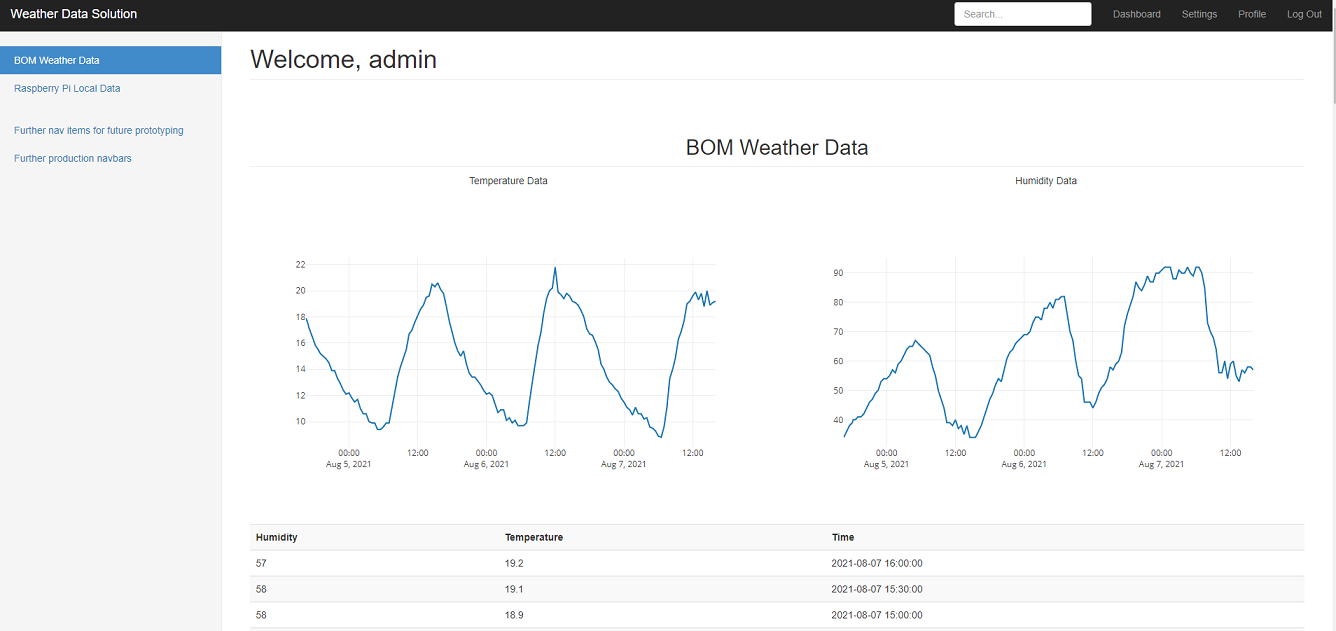 Weather Data Solution
Search...
Dashboard Settings Profile Log Out
BOM Weather Data
Raspberry Pi Local Data
Further nav items for future prototyping
Further production navbars
Welcome, admin
BOM Weather Data
Temperature Data
22
20
18
16
14
12
10
00:00 12:00 00:00 12:00 00:00 12:00
Aug 5, 2021 Aug 6, 2021 Aug 7, 2021
Humidity Data
90
80
70
60
50
40
00:00 12:00 00:00 12:00 00:00 12:00
Aug 5, 2021 Aug 6, 2021 Aug 7, 2021
Humidity Temperature Time
57 19.2 2021-08-07 16:00:00
58 19.1 2021-08-07 15:30:00
58 18.9 2021-08-07 15:00:00